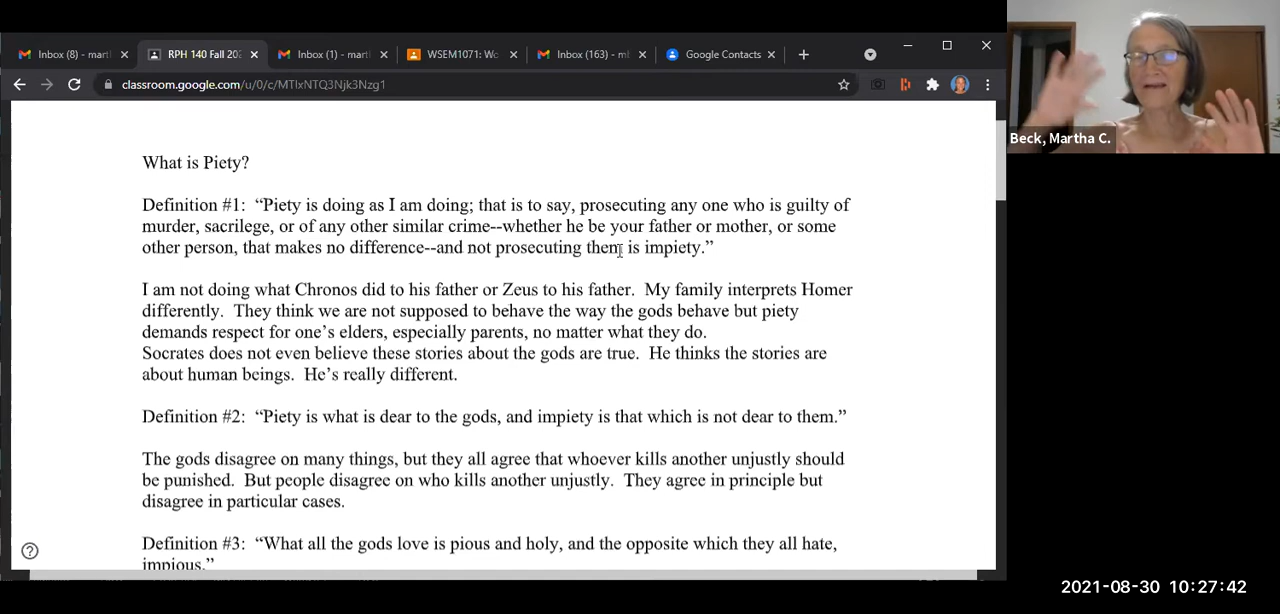 Inbox (8) - mart
RPH 140 Fall 202
Inbox (1) - mart
WSEM1071: Wo
Inbox (163) - mb
Google Contacts
classroom.google.com/u/0/c/MTIxNTQ3Njk3Nzg1
Beck, Martha C.
What is Piety?
Definition #1: “Piety is doing as I am doing; that is to say, prosecuting any one who is guilty of
murder, sacrilege, or of any other similar crime--whether he be your father or mother, or some
other person, that makes no difference--and not prosecuting them is impiety.”
I am not doing what Chronos did to his father or Zeus to his father. My family interprets Homer
differently. They think we are not supposed to behave the way the gods behave but piety
demands respect for one’s elders, especially parents, no matter what they do.
Socrates does not even believe these stories about the gods are true. He thinks the stories are
about human beings. He’s really different.
Definition #2: “Piety is what is dear to the gods, and impiety is that which is not dear to them.”
The gods disagree on many things, but they all agree that whoever kills another unjustly should
be punished. But people disagree on who kills another unjustly. They agree in principle but
disagree in particular cases.
Definition #3: “What all the gods love is pious and holy, and the opposite which they all hate,
impious.”
2021-08-30 10:27:42